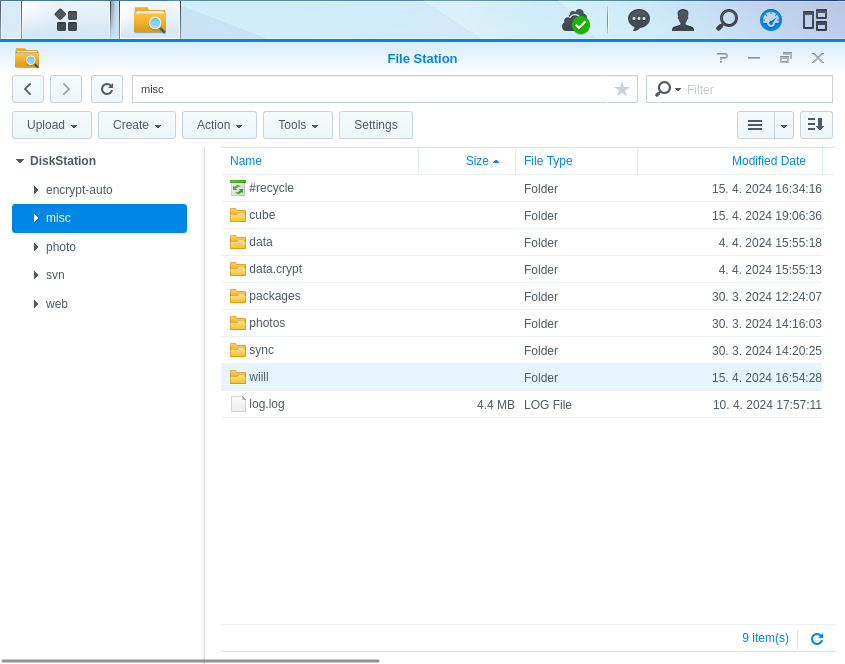 File Station
misc
Filter
Upload Create Action Tools Settings
DiskStation
encrypt-auto
misc
photo
svn
web
Name Size File Type Modified Date
#recycle Folder 15. 4. 2024 16:34:16
cube Folder 15. 4. 2024 19:06:36
data Folder 4. 4. 2024 15:55:18
data.crypt Folder 4. 4. 2024 15:55:13
packages Folder 30. 3. 2024 12:24:07
photos Folder 30. 3. 2024 14:16:03
sync Folder 30. 3. 2024 14:20:25
wiill Folder 15. 4. 2024 16:54:28
log.log 4.4 MB LOG File 10. 4. 2024 17:57:11
9 item(s)